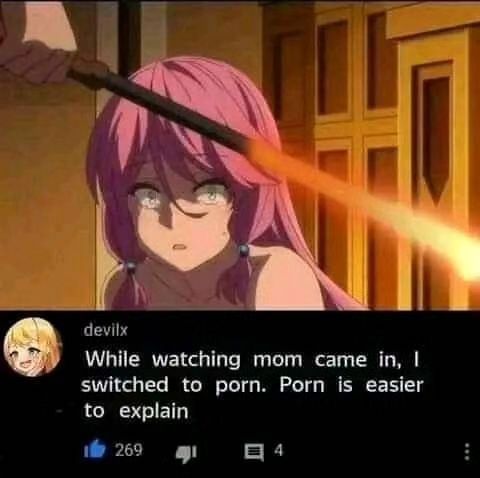 devilx
While watching mom came in, I
switched to porn. Porn is easier
to explain
269
4